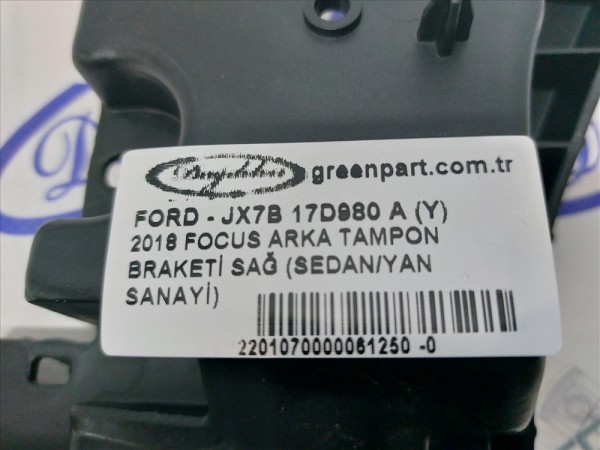 greenpart.com.tr
FORD - JX7B 17D980 A (Y)
2018 FOCUS ARKA TAMPON
BRAKETİ SAĞ (SEDAN/YAN
SANAYİ)
2201070000061250 -0